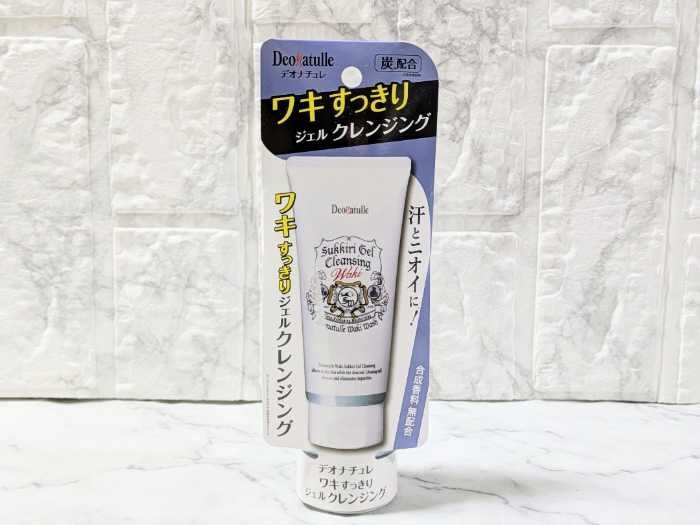 DeoNatulle
デオナチュレ
炭配合
ワキすっきり
ジェルクレンジング
ワキすっきりジェルクレンジング
汗とニオイに!
合成香料 無配合
DeoNatulle
Sukkiri Gel
Cleansing
Waki
デオナチュレ
ワキすっきり
ジェルクレンジング